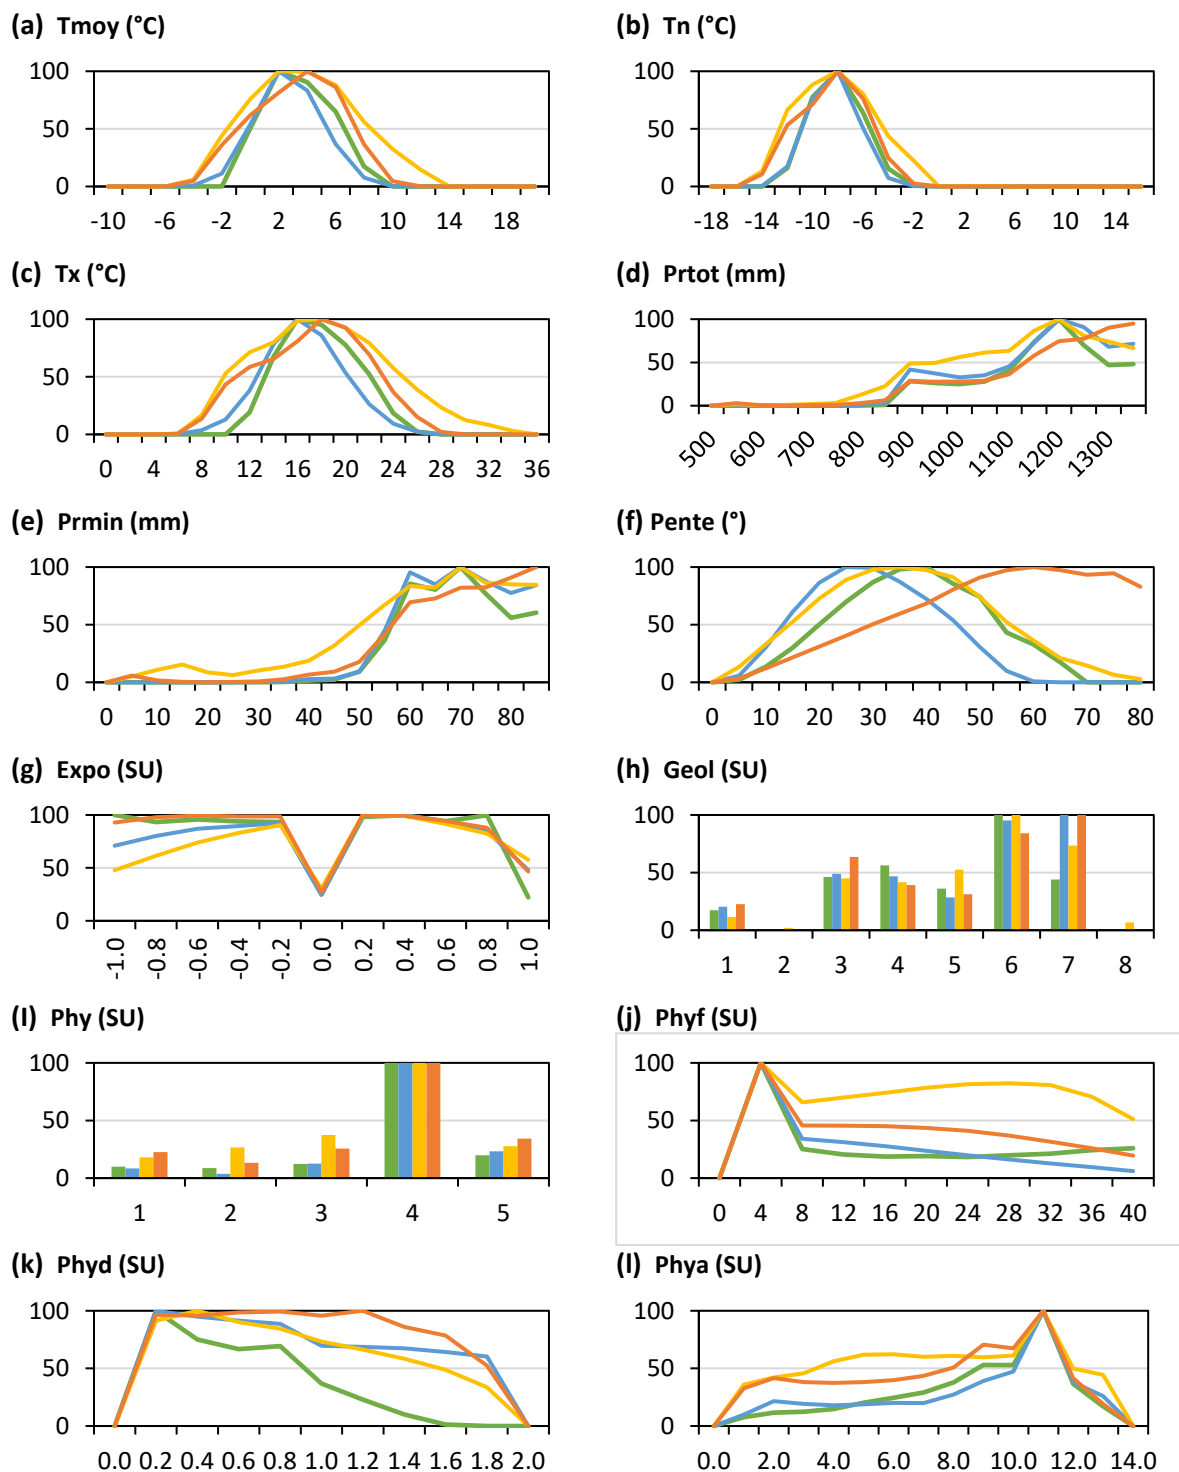 (a) Tmoy (°C)
100
50
0
-10 -6 -2 2 6 10 14 18
(b) Tn (°C)
100
50
0
-18 -14 -10 -6 -2 2 6 10 14
(c) Tx (°C)
100
50
0
0 4 8 12 16 20 24 28 32 36
(d) Prtot (mm)
100
50
0
500 600 700 800 900 1000 1100 1200 1300
(e) Prmin (mm)
100
50
0
0 10 20 30 40 50 60 70 80
(f) Pente (°)
100
50
0
0 10 20 30 40 50 60 70 80
(g) Expo (SU)
100
50
0
-1.0 -0.8 -0.6 -0.4 -0.2 0.0 0.2 0.4 0.6 0.8 1.0
(h) Geol (SU)
100
50
0
1 2 3 4 5 6 7 8
(I) Phy (SU)
100
50
0
1 2 3 4 5
(j) Phyf (SU)
100
50
0
0 4 8 12 16 20 24 28 32 36 40
(k) Phyd (SU)
100
50
0
0.0 0.2 0.4 0.6 0.8 1.0 1.2 1.4 1.6 1.8 2.0
(l) Phya (SU)
100
50
0
0.0 2.0 4.0 6.0 8.0 10.0 12.0 14.0